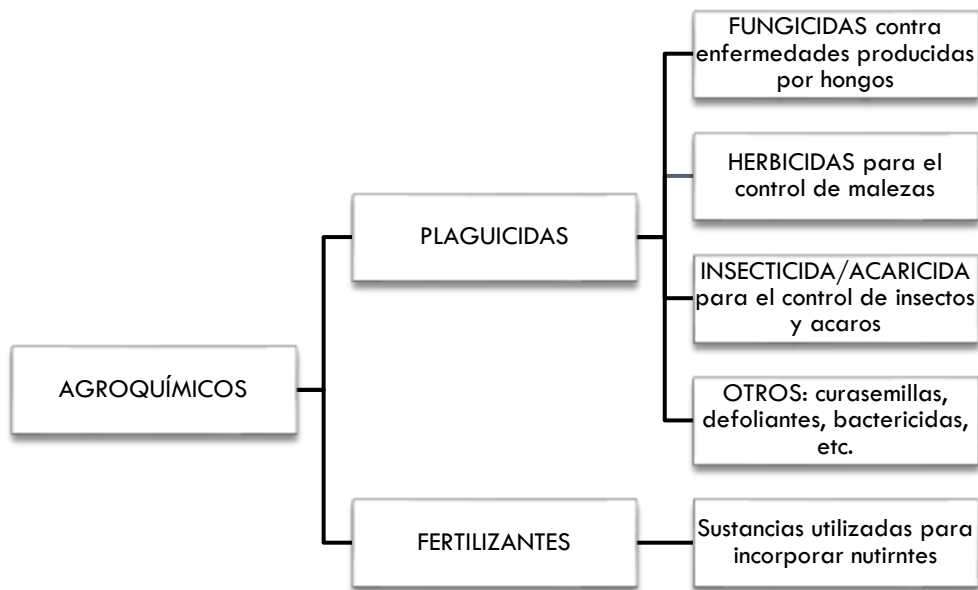 AGROQUÍMICOS
PLAGUICIDAS
FUNGICIDAS contra
enfermedades producidas
por hongos
HERBICIDAS para el
control de malezas
INSECTICIDA/ACARICIDA
para el control de insectos
y acaros
OTROS: curasemillas,
defoliantes, bactericidas,
etc.
FERTILIZANTES
Sustancias utilizadas para
incorporar nutirntes